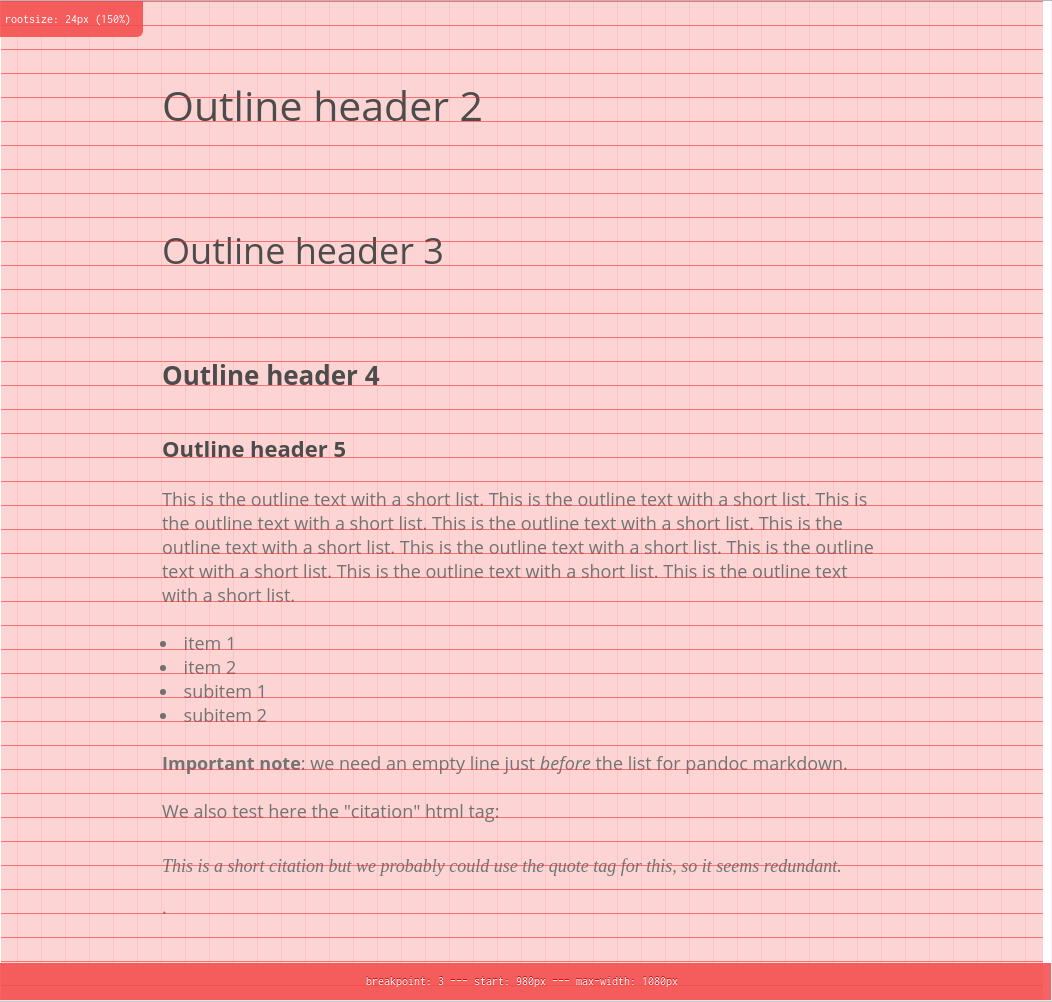 rootsize: 24px (150%)
Outline header 2
Outline header 3
Outline header 4
Outline header 5
This is the outline text with a short list. This is the outline text with a short list. This is
the outline text with a short list. This is the outline text with a short list. This is the
outline text with a short list. This is the outline text with a short list. This is the outline
text with a short list. This is the outline text with a short list. This is the outline text
with a short list.
• item 1
• item 2
• subitem 1
• subitem 2
Important note: we need an empty line just before the list for pandoc markdown.
We also test here the "citation" html tag:
This is a short citation but we probably could use the quote tag for this, so it seems redundant.
.
breakpoint: 3 --- start: 980px --- max-width: 1080px